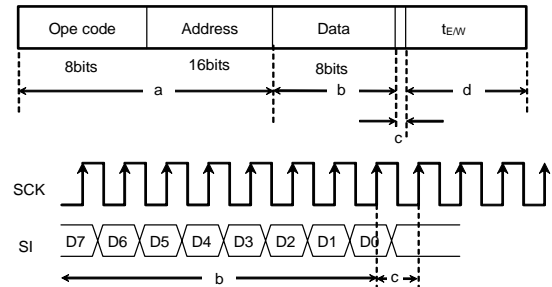 Ope code Address Data tE/W
8bits 16bits 8bits
a b d
c
SCK
SI D7 D6 D5 D4 D3 D2 D1 D0
b c